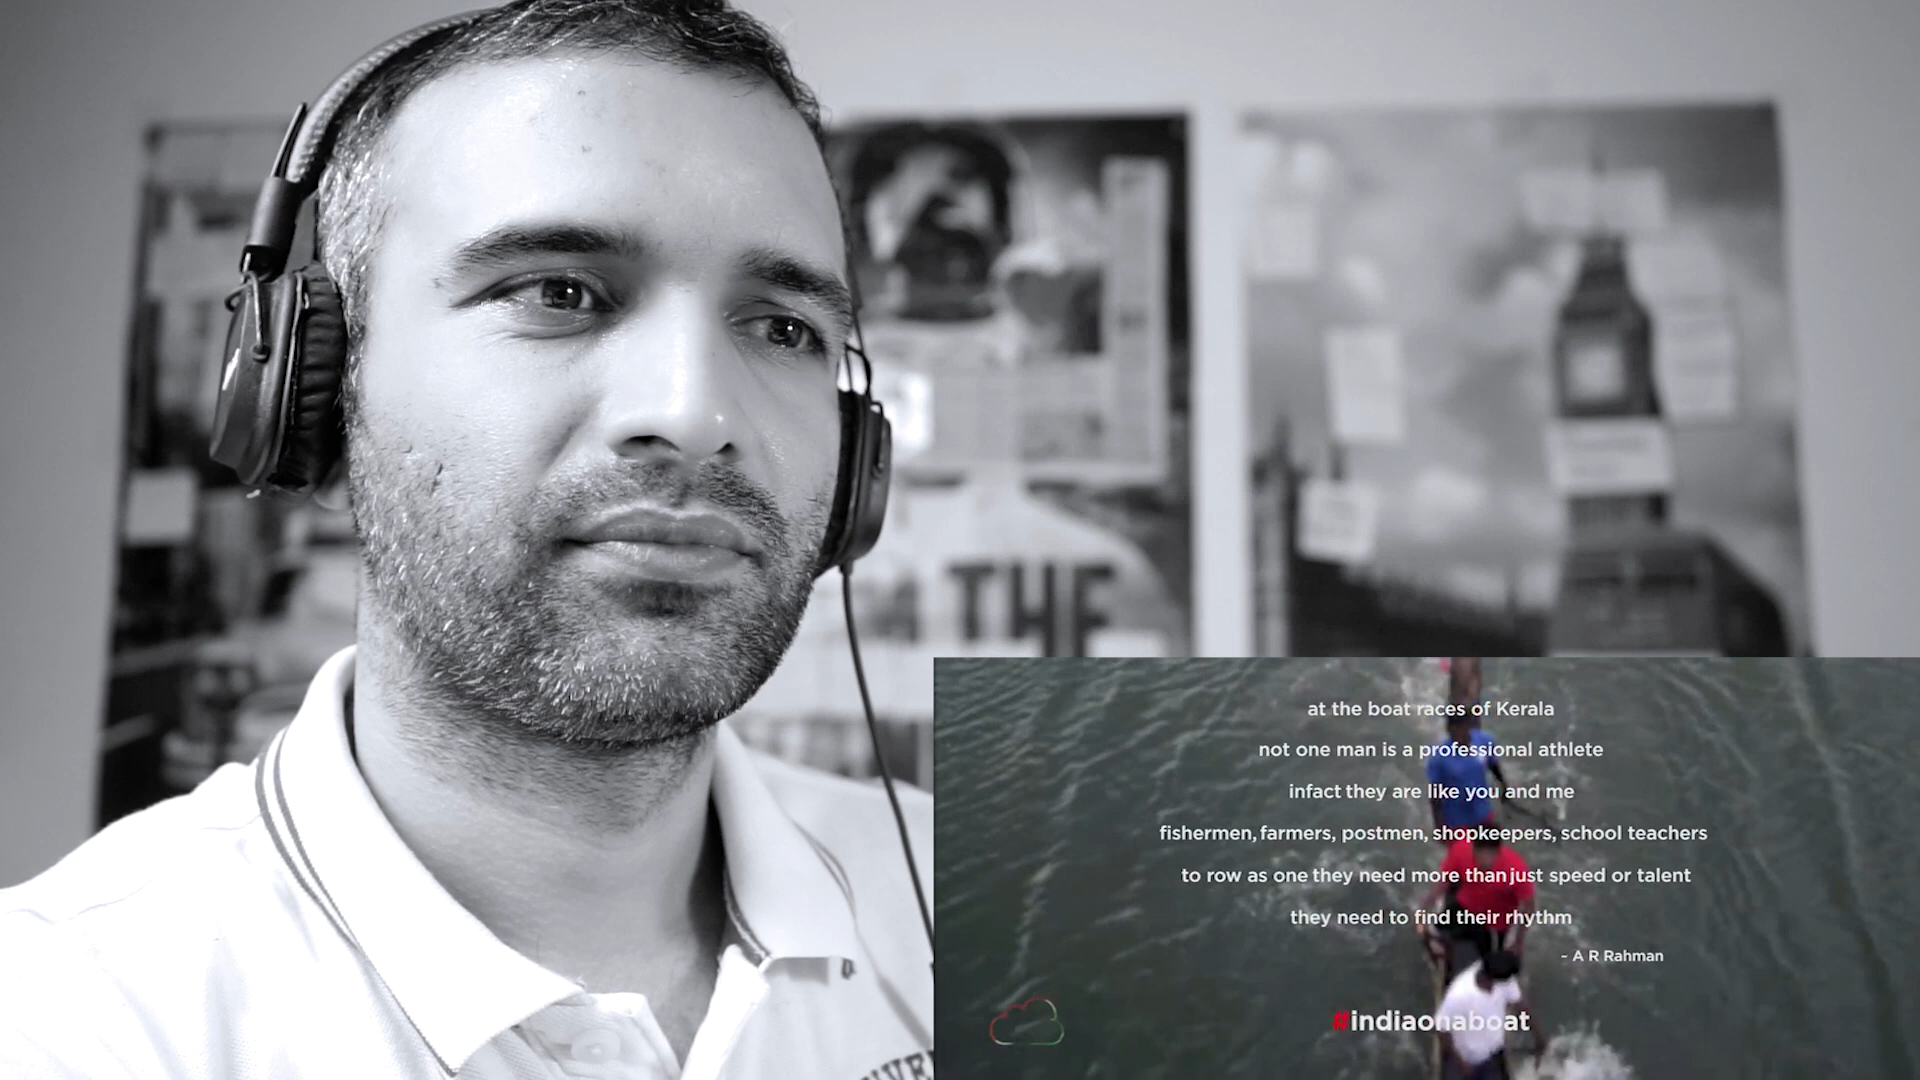 THE
at the boat races of Kerala
not one man is a professional athlete
infact they are like you and me
fishermen, farmers, postmen, shopkeepers, school teachers
to row as one they need more than just speed or talent
they need to find their rhythm
- A R Rahman
#indiaonaboat